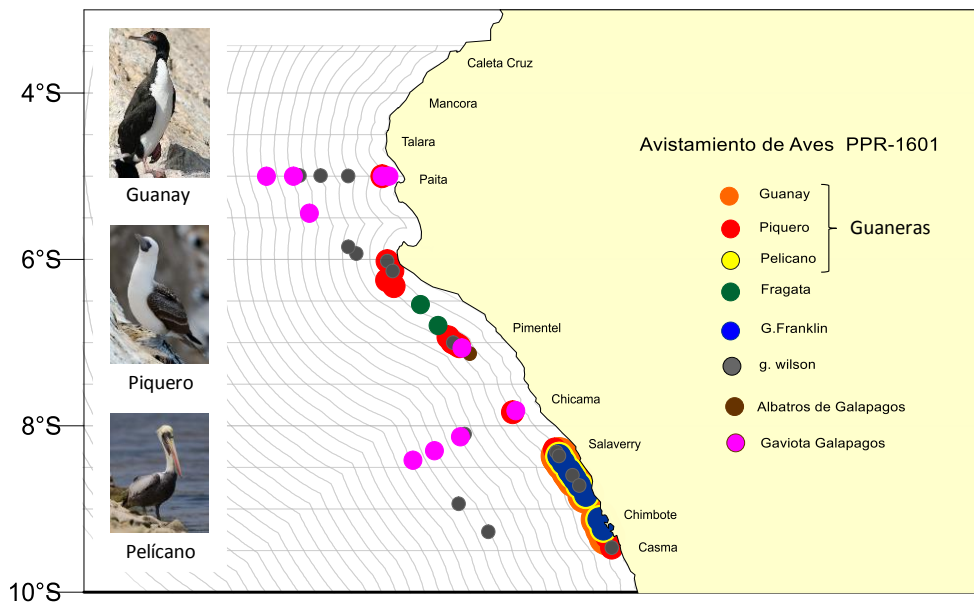 4°S
6°S
8°S
10°S
Guanay
Piquero
Pelícano
Caleta Cruz
Mancora
Talara
Paita
Pimentel
Chicama
Salaverry
Chimbote
Casma
Avistamiento de Aves PPR-1601
Guanay
Piquero
Pelicano
Guaneras
Fragata
G.Franklin
g. wilson
Albatros de Galapagos
Gaviota Galapagos